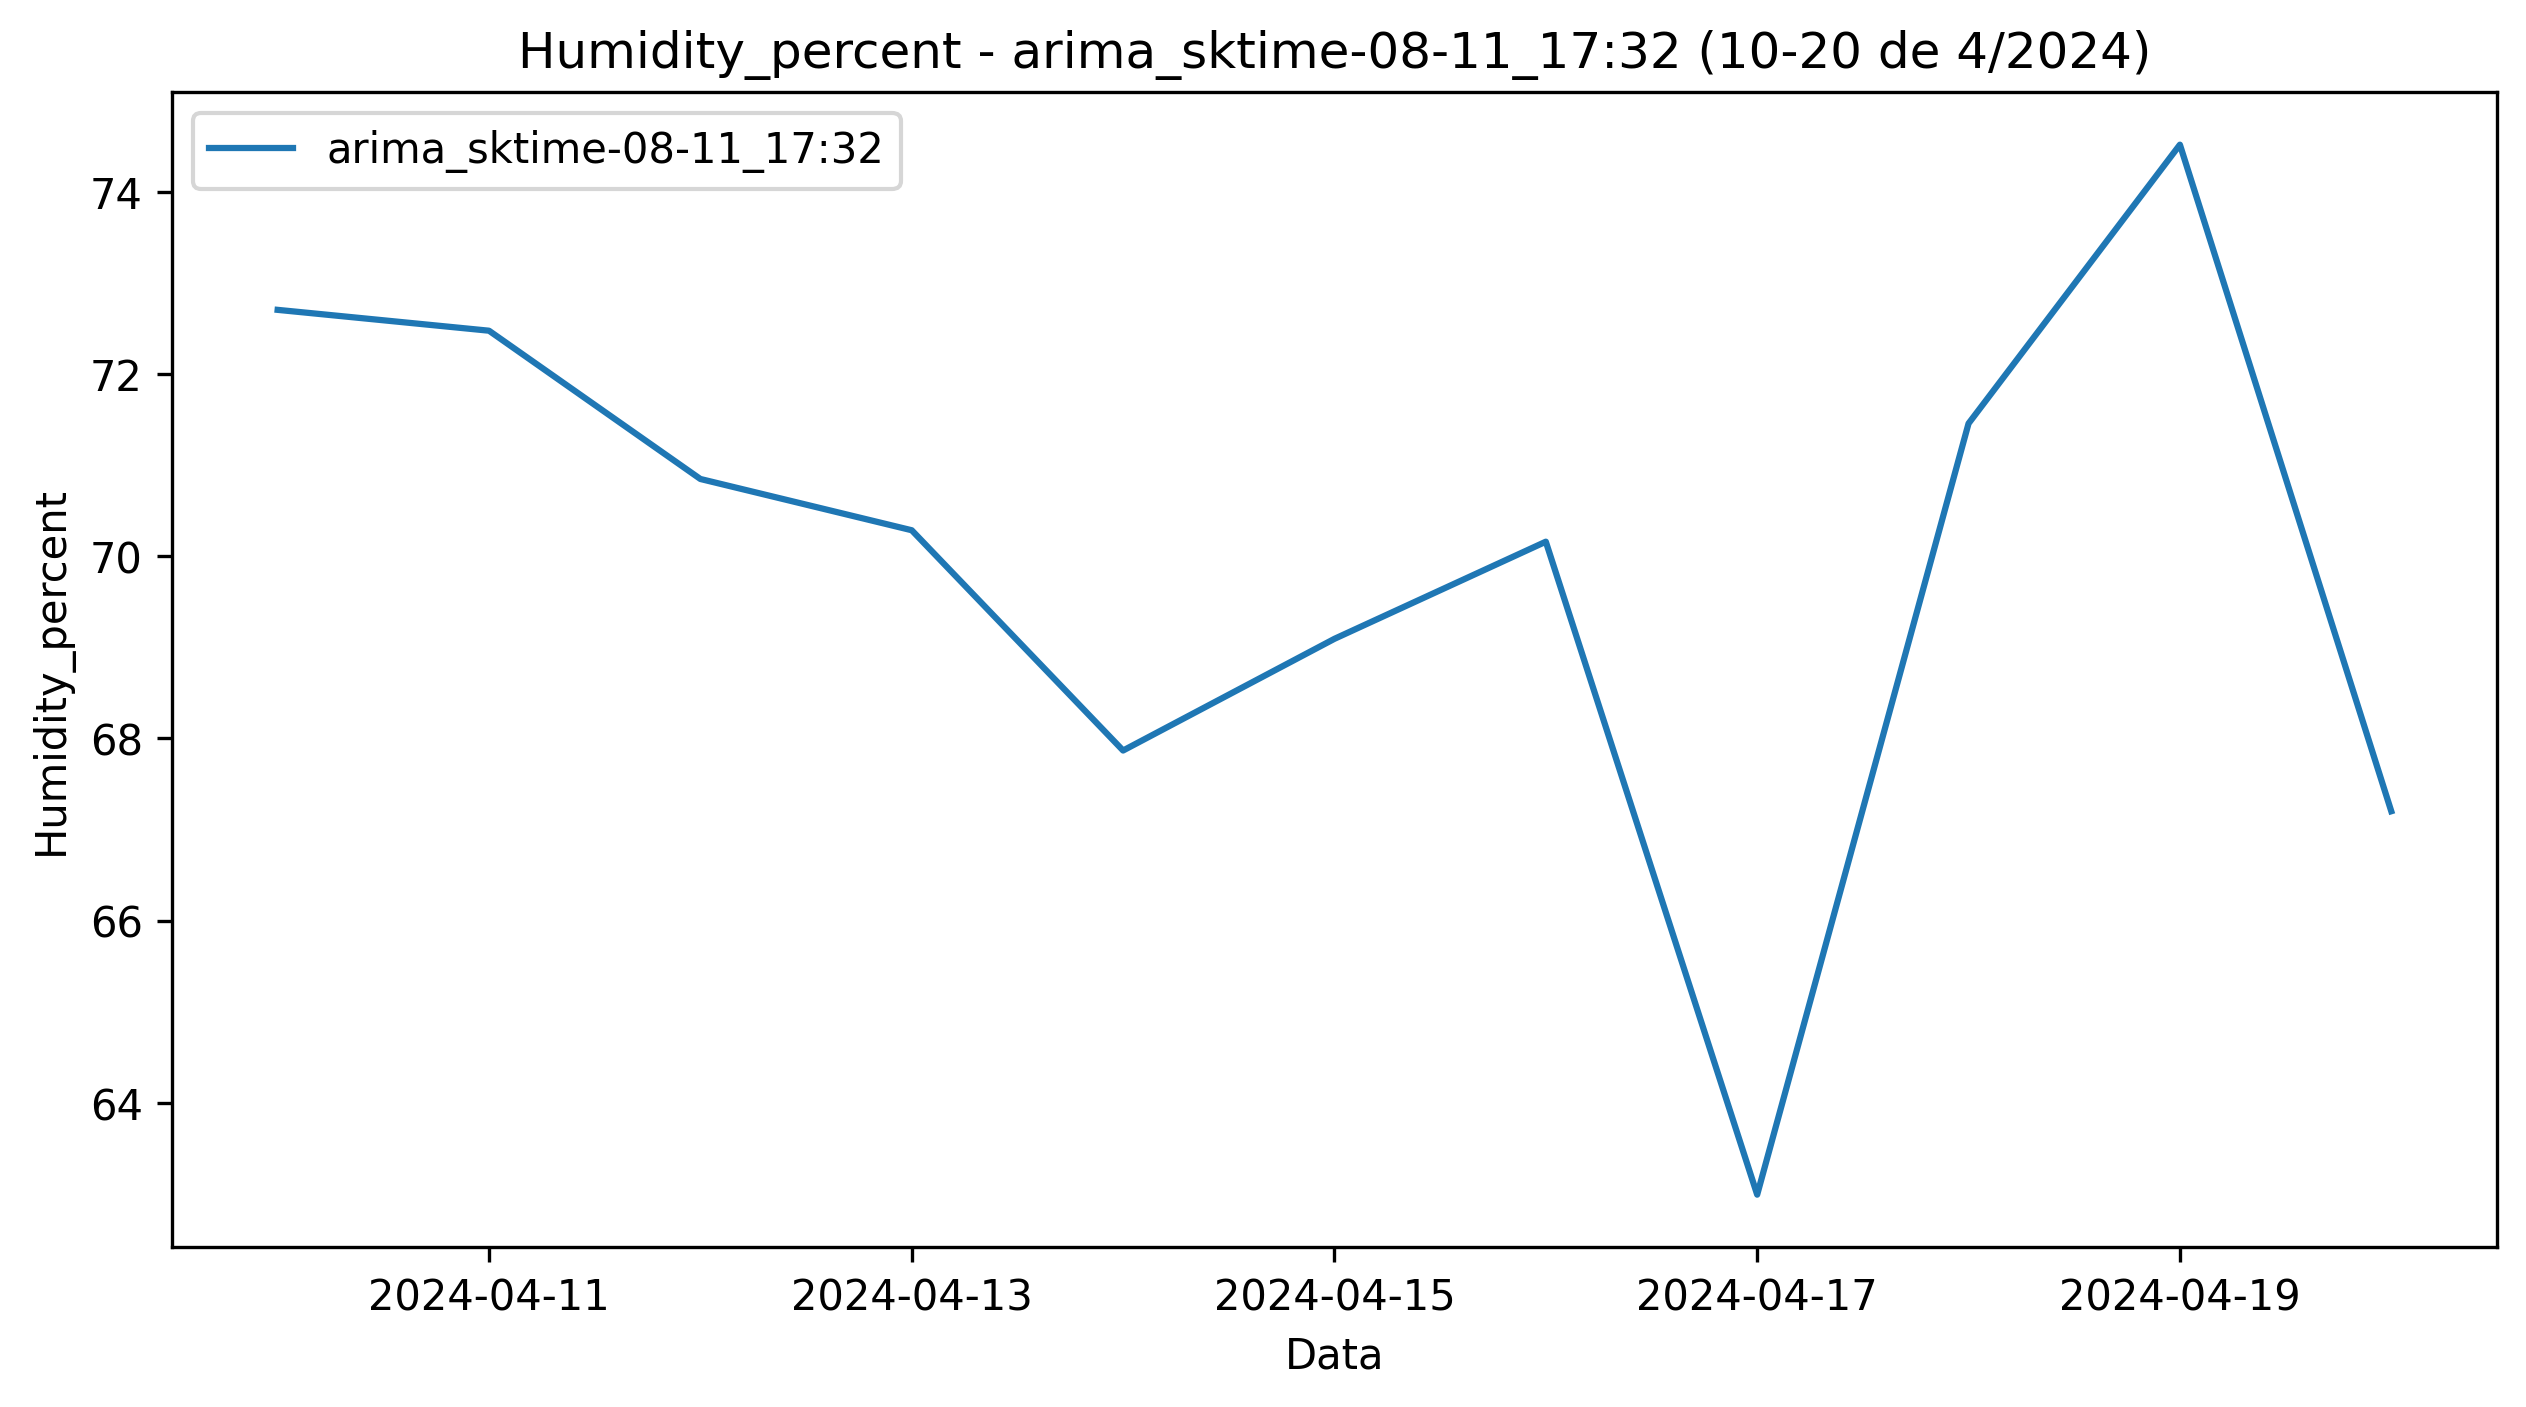 Humidity_percent - arima_sktime-08-11_17:32 (10-20 de 4/2024)
arima_sktime-08-11_17:32
Humidity_percent
74
72
70
68
66
64
2024-04-11
2024-04-13
2024-04-15
2024-04-17
2024-04-19
Data